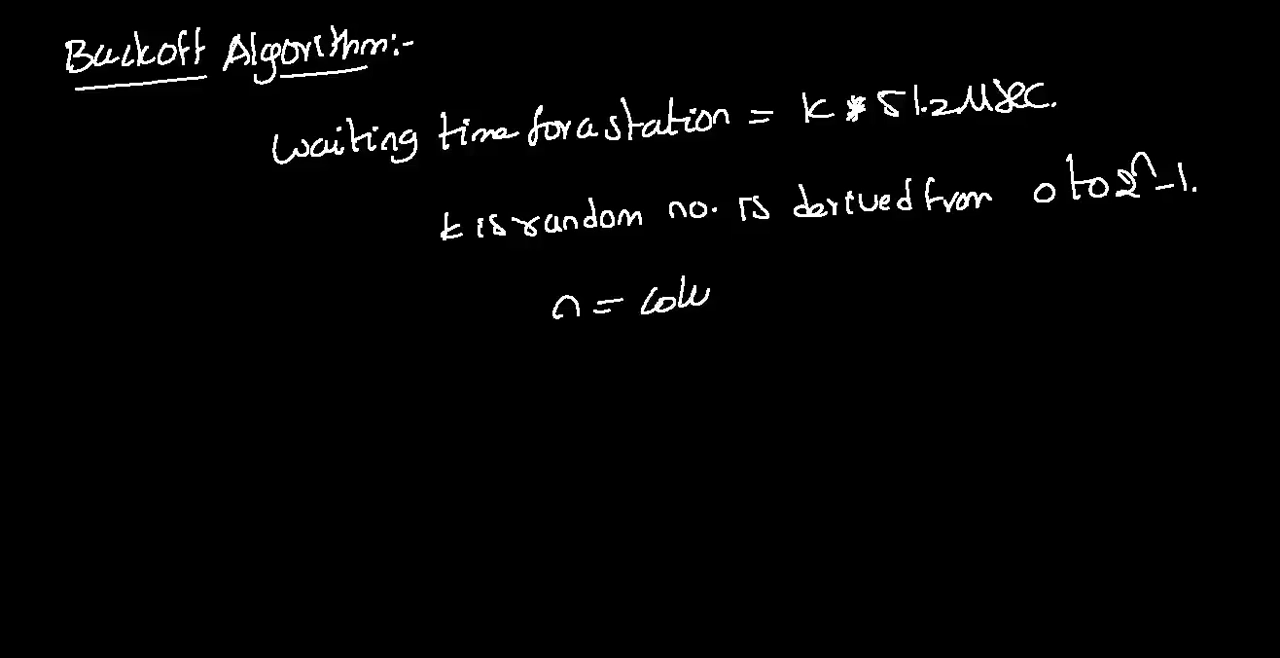 Backoff Algorithm:-
waiting time for a station = k * 51.2 μsec.
k is random no. is derived from 0 to 2ⁿ-1.
n =